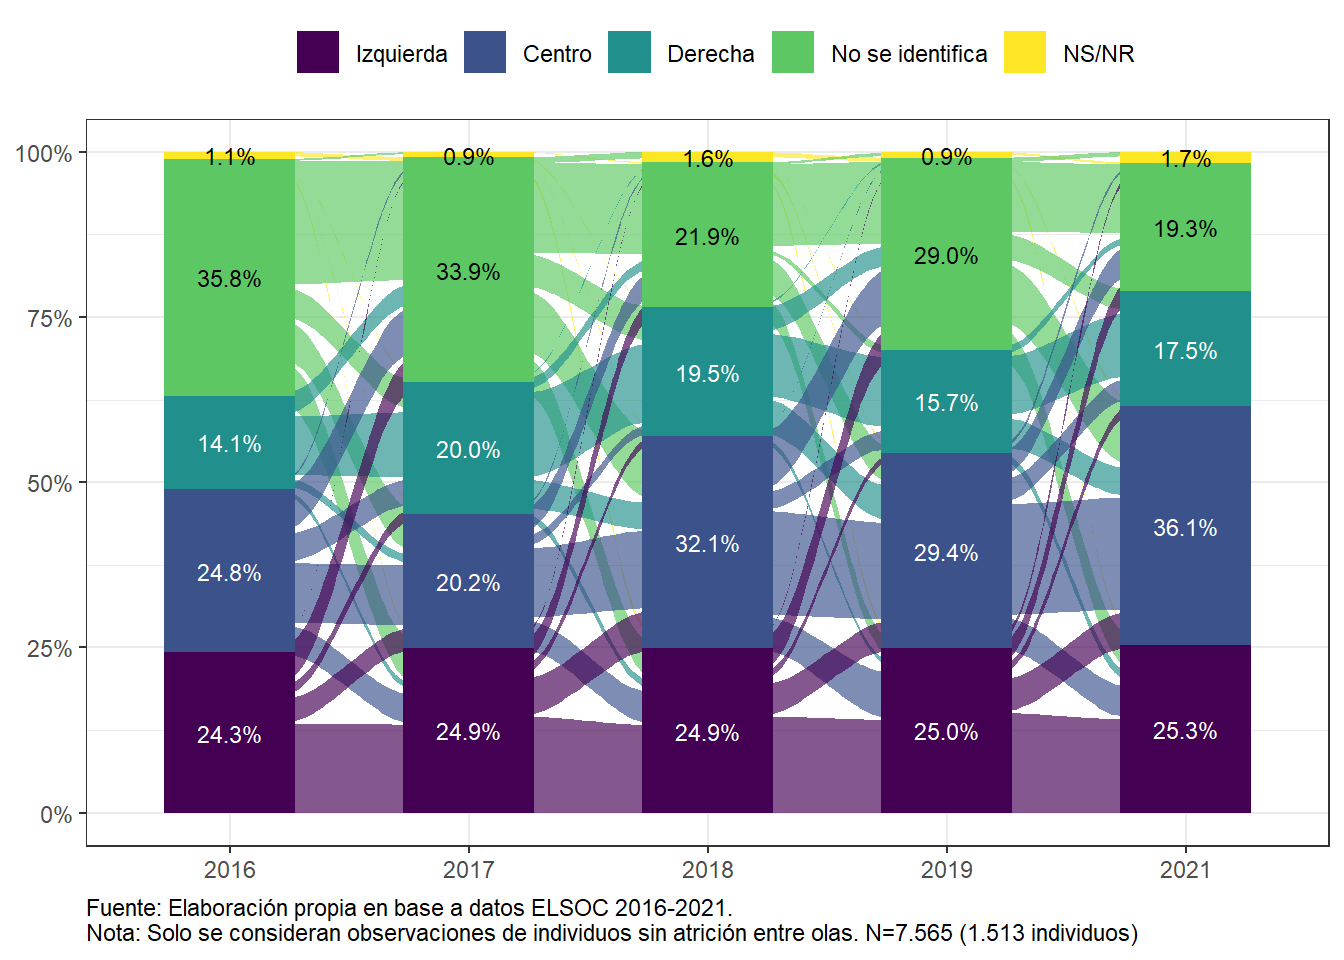 Izquierda Centro Derecha No se identifica NS/NR
100%
75%
50%
25%
0%
1.1% 0.9% 1.6% 0.9% 1.7%
35.8% 33.9% 21.9% 29.0% 19.3%
14.1% 20.0% 19.5% 15.7% 17.5%
24.8% 20.2% 32.1% 29.4% 36.1%
24.3% 24.9% 24.9% 25.0% 25.3%
2016 2017 2018 2019 2021
Fuente: Elaboración propia en base a datos ELSOC 2016-2021.
Nota: Solo se consideran observaciones de individuos sin atrición entre olas. N=7.565 (1.513 individuos)